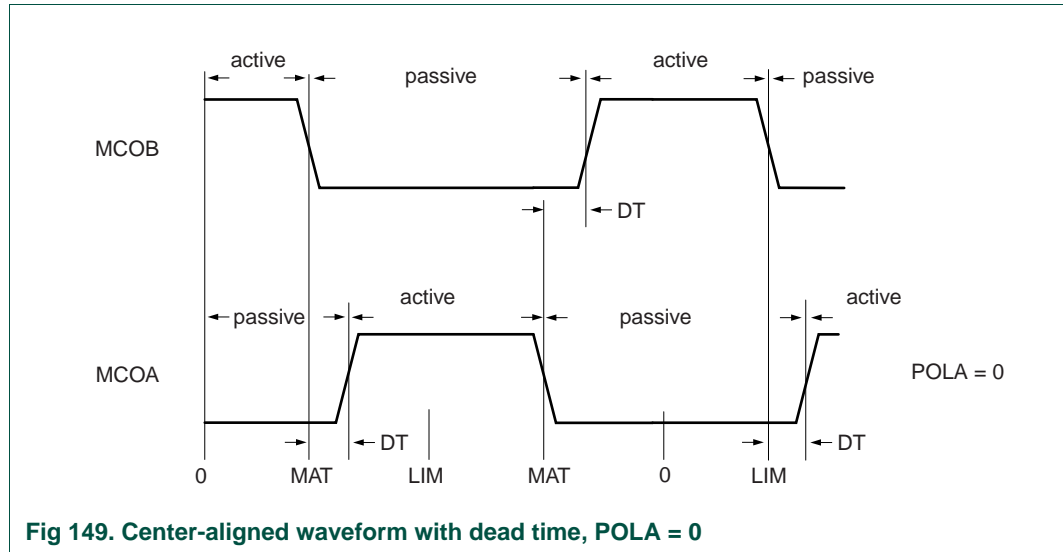 active
passive
active
passive
MCOB
DT
active
active
passive
passive
MCOA
POLA = 0
DT
DT
0
MAT
LIM
MAT
0
LIM
Fig 149. Center-aligned waveform with dead time, POLA = 0